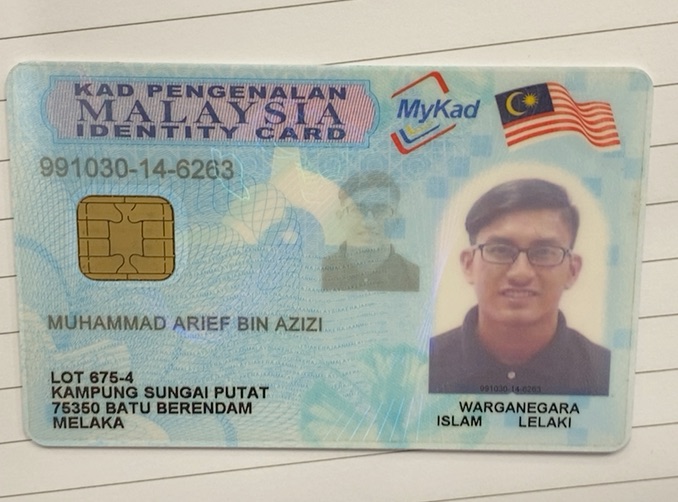 KAD PENGENALAN
MALAYSIA
IDENTITY CARD
MyKad
991030-14-6263
MUHAMMAD ARIEF BIN AZIZI
LOT 675-4
KAMPUNG SUNGAI PUTAT
75350 BATU BERENDAM
MELAKA
991030-14-6263
WARGANEGARA
ISLAM LELAKI